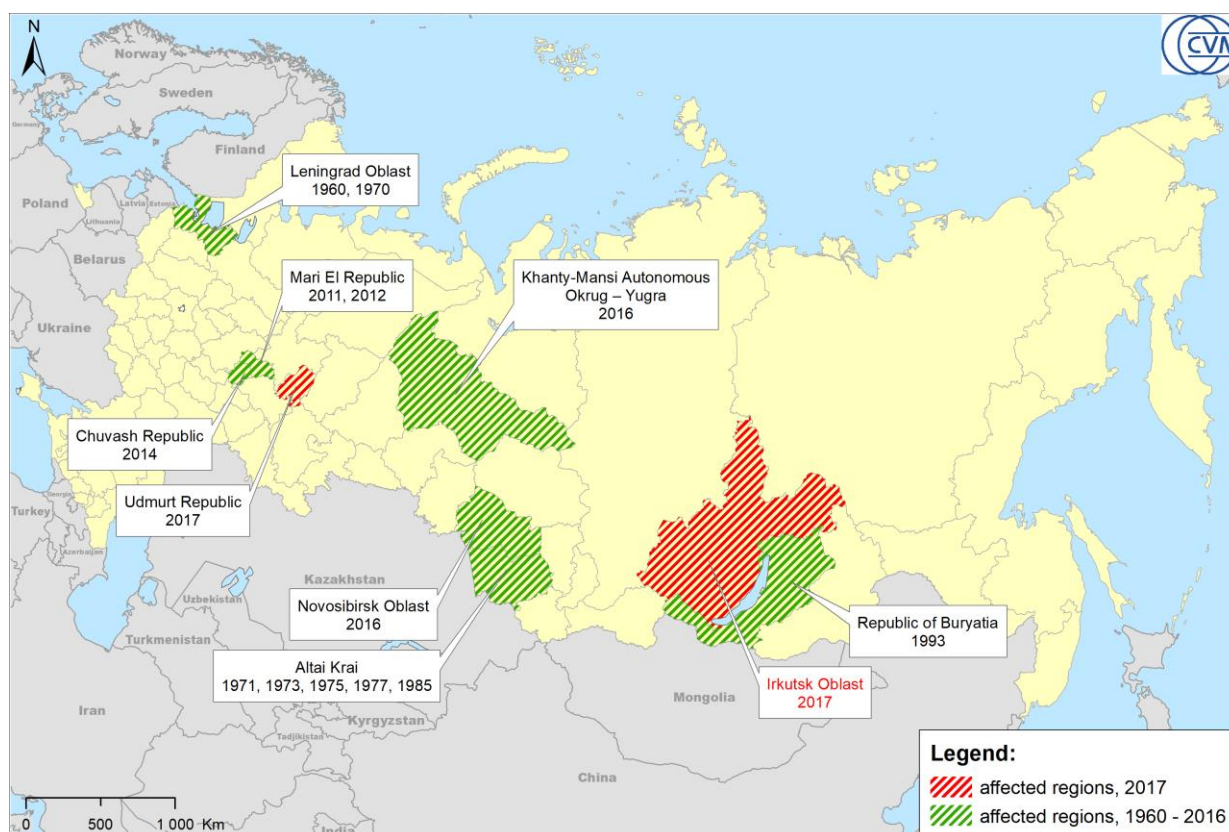 N
CVM
Norway
Sweden
Germany
Finland
Leningrad Oblast
1960, 1970
Poland
Latvia
Estonia
Lithuania
Belarus
Mari El Republic
2011, 2012
Khanty-Mansi Autonomous
Okrug – Yugra
2016
Ukraine
Chuvash Republic
2014
Udmurt Republic
2017
Georgia
Turkey
Azerbaijan
Kazakhstan
Uzbekistan
Novosibirsk Oblast
2016
Turkmenistan
Republic of Buryatia
1993
Altai Krai
1971, 1973, 1975, 1977, 1985
Irkutsk Oblast
2017
Mongolia
Iran
Kyrgyzstan
Tadjikistan
China
India
0 500 1 000 Km
Legend:
affected regions, 2017
affected regions, 1960 - 2016